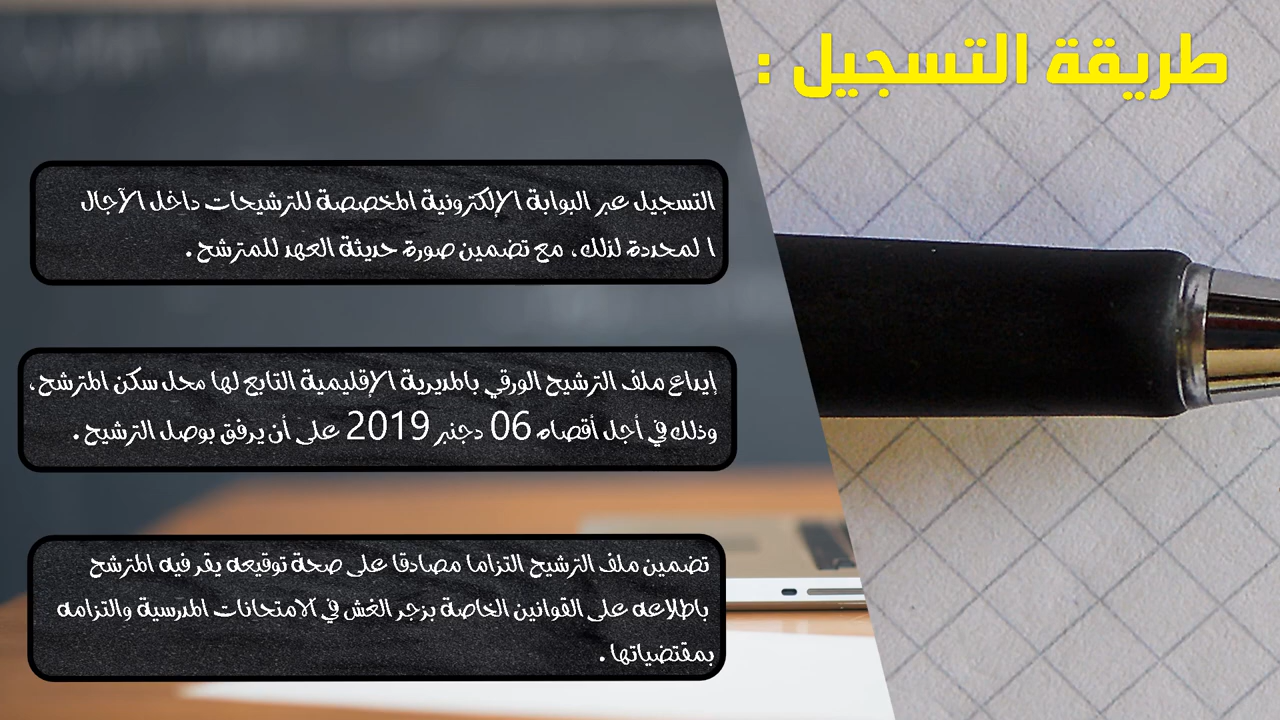 طريقة التسجيل :
التسجيل عبر البوابة الإلكترونية المخصصة للترشيحات داخل الآجال
ا لمحددة لذلك، مع تضمين صورة حديثة العهد للمترشح.
إيداع ملف الترشيح الورقي بالمديرية الإقليمية التابع لها محل سكن المترشح،
وذلك في أجل أقصاه 06 دجنبر 2019 على أن يرفق بوصل الترشيح.
تضمين ملف الترشيح التزاما مصادقا على صحة توقيعه يقر فيه المترشح
باطلاعه على القوانين الخاصة بزجر الغش في الامتحانات المدرسية والتزامه
بمقتضياتها.